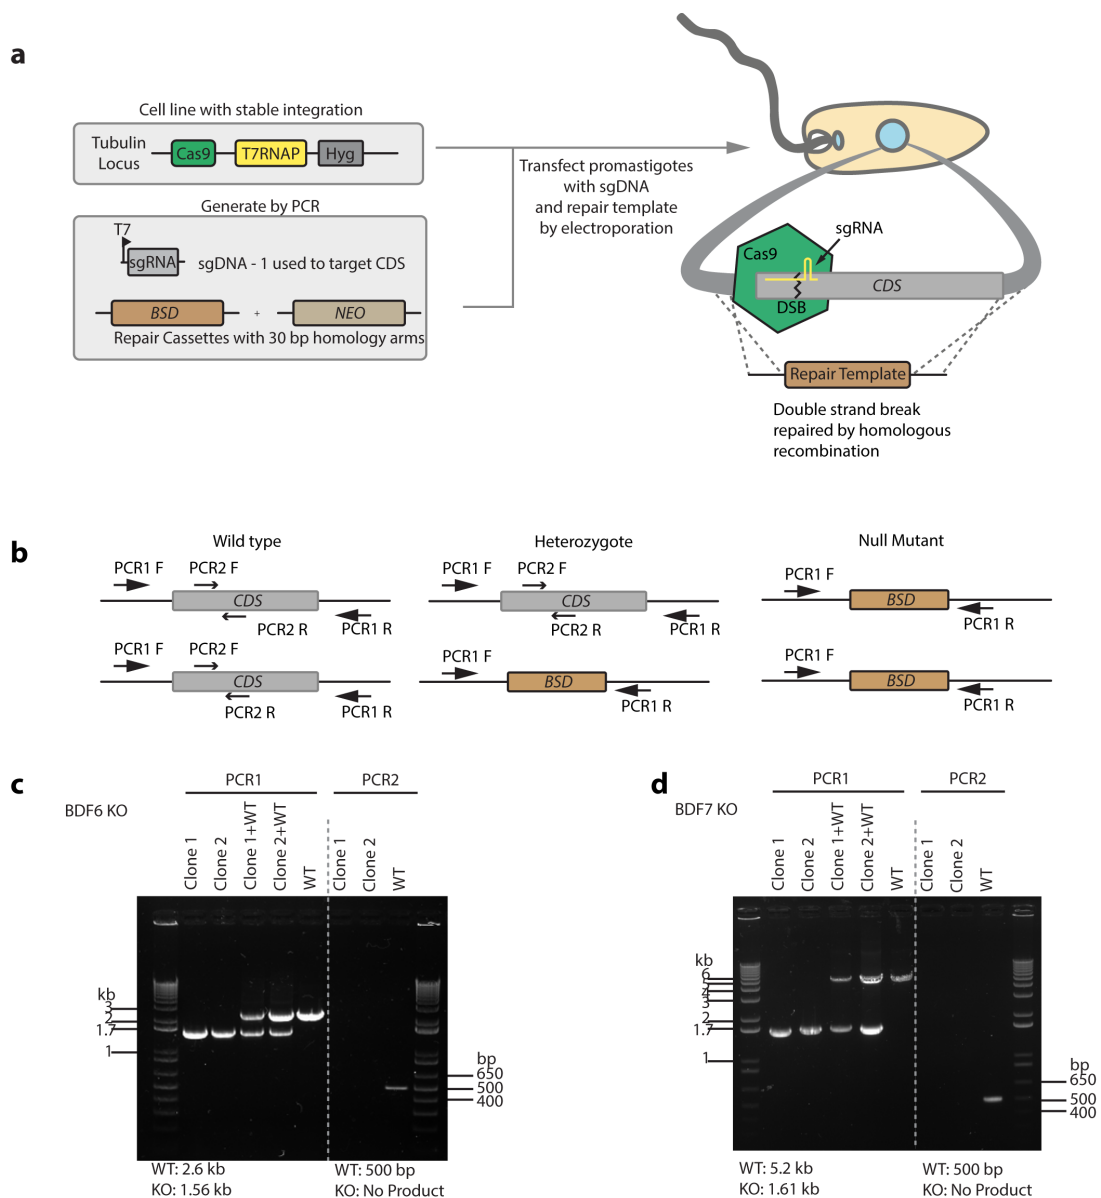 a
Cell line with stable integration
Tubulin
Locus
Cas9
T7RNAP
Hyg
Generate by PCR
T7
sgRNA
sgDNA - 1 used to target CDS
BSD
+
NEO
Repair Cassettes with 30 bp homology arms
Transfect promastigotes
with sgDNA
and repair template
by electroporation
sgRNA
Cas9
CDS
DSB
Repair Template
Double strand break
repaired by homologous
recombination
b
Wild type
Heterozygote
Null Mutant
PCR1 F
PCR2 F
CDS
PCR2 R
PCR1 R
PCR1 F
PCR2 F
CDS
PCR2 R
PCR1 R
PCR1 F
PCR2 F
CDS
PCR2 R
PCR1 R
PCR1 F
BSD
PCR1 R
PCR1 F
BSD
PCR1 R
PCR1 F
BSD
PCR1 R
c
BDF6 KO
PCR1
PCR2
Clone 1
Clone 2
Clone 1+WT
Clone 2+WT
WT
Clone 1
Clone 2
WT
kb
3
2
1.7
1
bp
650
500
400
WT: 2.6 kb
KO: 1.56 kb
WT: 500 bp
KO: No Product
d
BDF7 KO
PCR1
PCR2
Clone 1
Clone 2
Clone 1+WT
Clone 2+WT
WT
Clone 1
Clone 2
WT
kb
6
5
4
3
2
1.7
1
bp
650
500
400
WT: 5.2 kb
KO: 1.61 kb
WT: 500 bp
KO: No Product